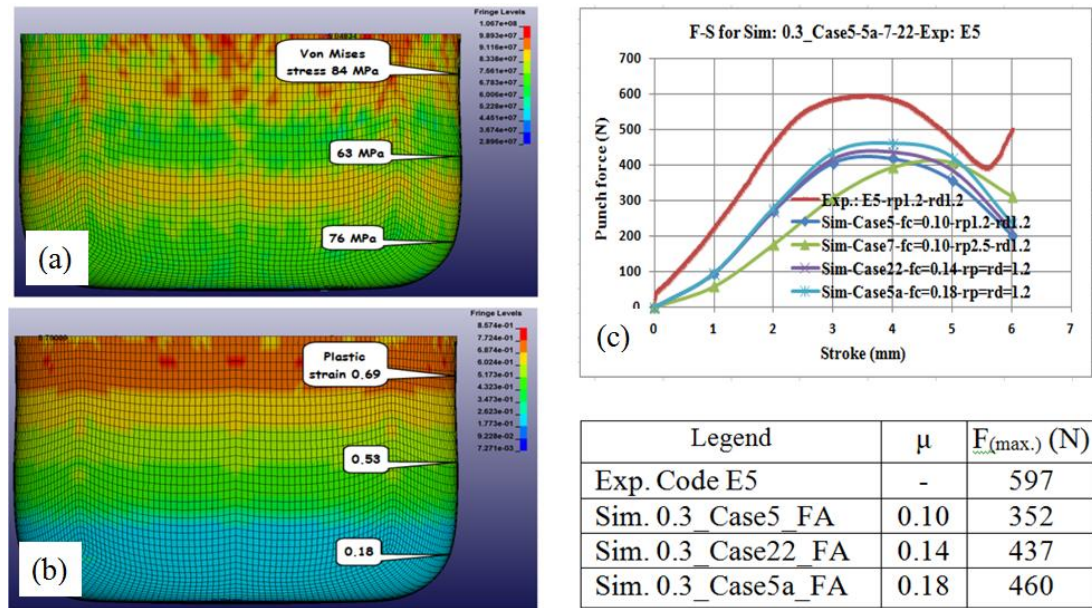 Fringe Levels
1.067e+08
9.893e+07
9.116e+07
8.338e+07
7.561e+07
6.783e+07
6.006e+07
5.228e+07
4.451e+07
3.674e+07
2.896e+07
Von Mises
stress 84 MPa
63 MPa
76 MPa
(a)
Fringe Levels
8.574e-01
7.724e-01
6.874e-01
6.024e-01
5.173e-01
4.323e-01
3.473e-01
2.623e-01
1.773e-01
9.228e-02
7.271e-03
Plastic
strain 0.69
0.53
0.18
(b)
F-S for Sim: 0.3_Case5-5a-7-22-Exp: E5
Punch force (N)
700
600
500
400
300
200
100
0
Exp.: E5-rp1.2-rd1.2
Sim-Case5-fc=0.10-rp1.2-rd1.2
Sim-Case7-fc=0.10-rp2.5-rd1.2
Sim-Case22-fc=0.14-rp=rd=1.2
Sim-Case5a-fc=0.18-rp=rd=1.2
0 1 2 3 4 5 6
Stroke (mm)
(c)
Legend μ F(max.) (N)
Exp. Code E5 - 597
Sim. 0.3_Case5_FA 0.10 352
Sim. 0.3_Case22_FA 0.14 437
Sim. 0.3_Case5a_FA 0.18 460